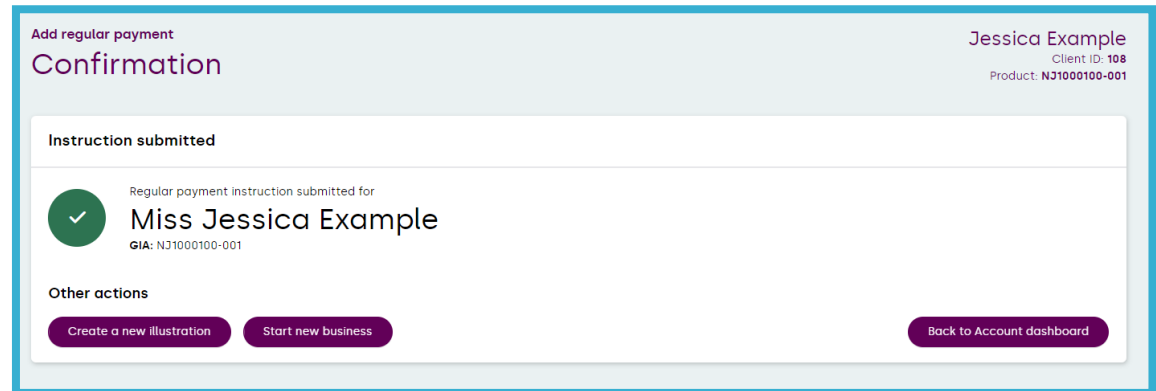 Add regular payment
Confirmation
Jessica Example
Client ID: 108
Product: NJ1000100-001
Instruction submitted
Regular payment instruction submitted for
Miss Jessica Example
GIA: NJ1000100-001
Other actions
Create a new illustration
Start new business
Back to Account dashboard